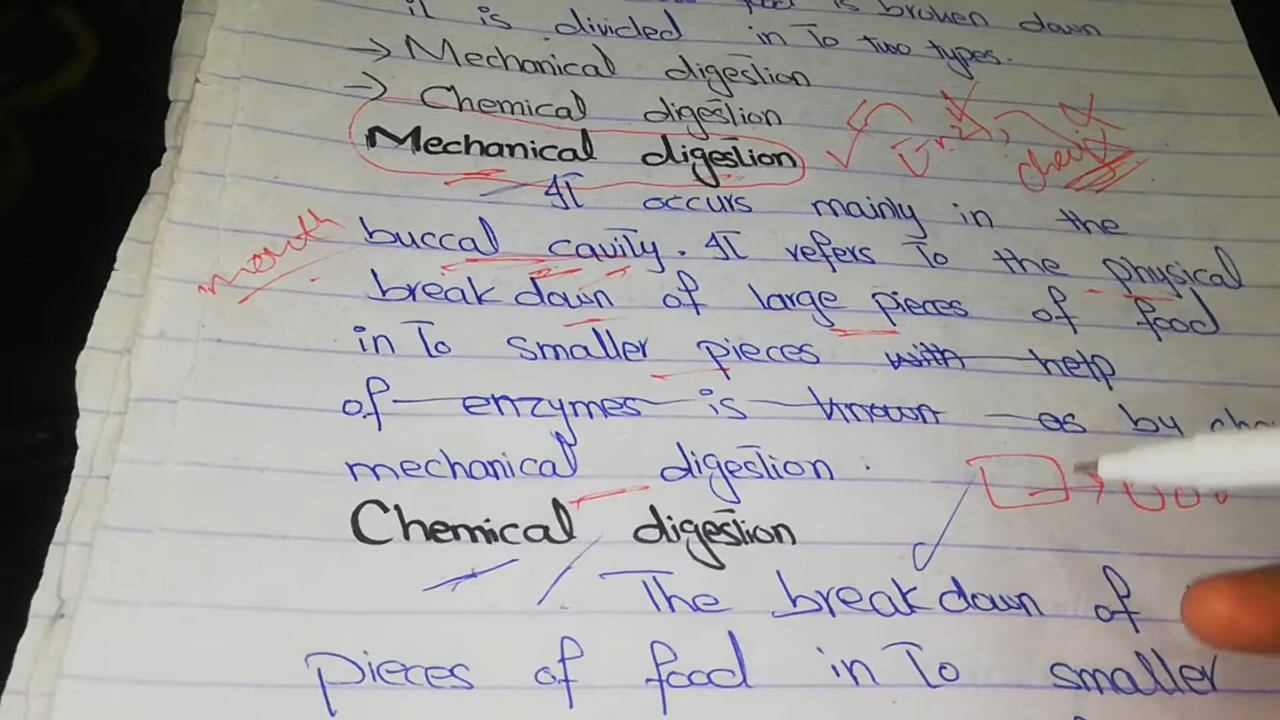 it is divided in To two types. is broken down
→ Mechanical digestion
→ Chemical digestion
Mechanical digestion
It occurs mainly in the
mouth buccal cavity. It refers To the physical
break down of large pieces of food
in To smaller pieces with help
of enzymes is known as by
mechanical digestion.
Chemical digestion
The break down of
pieces of food in To smaller